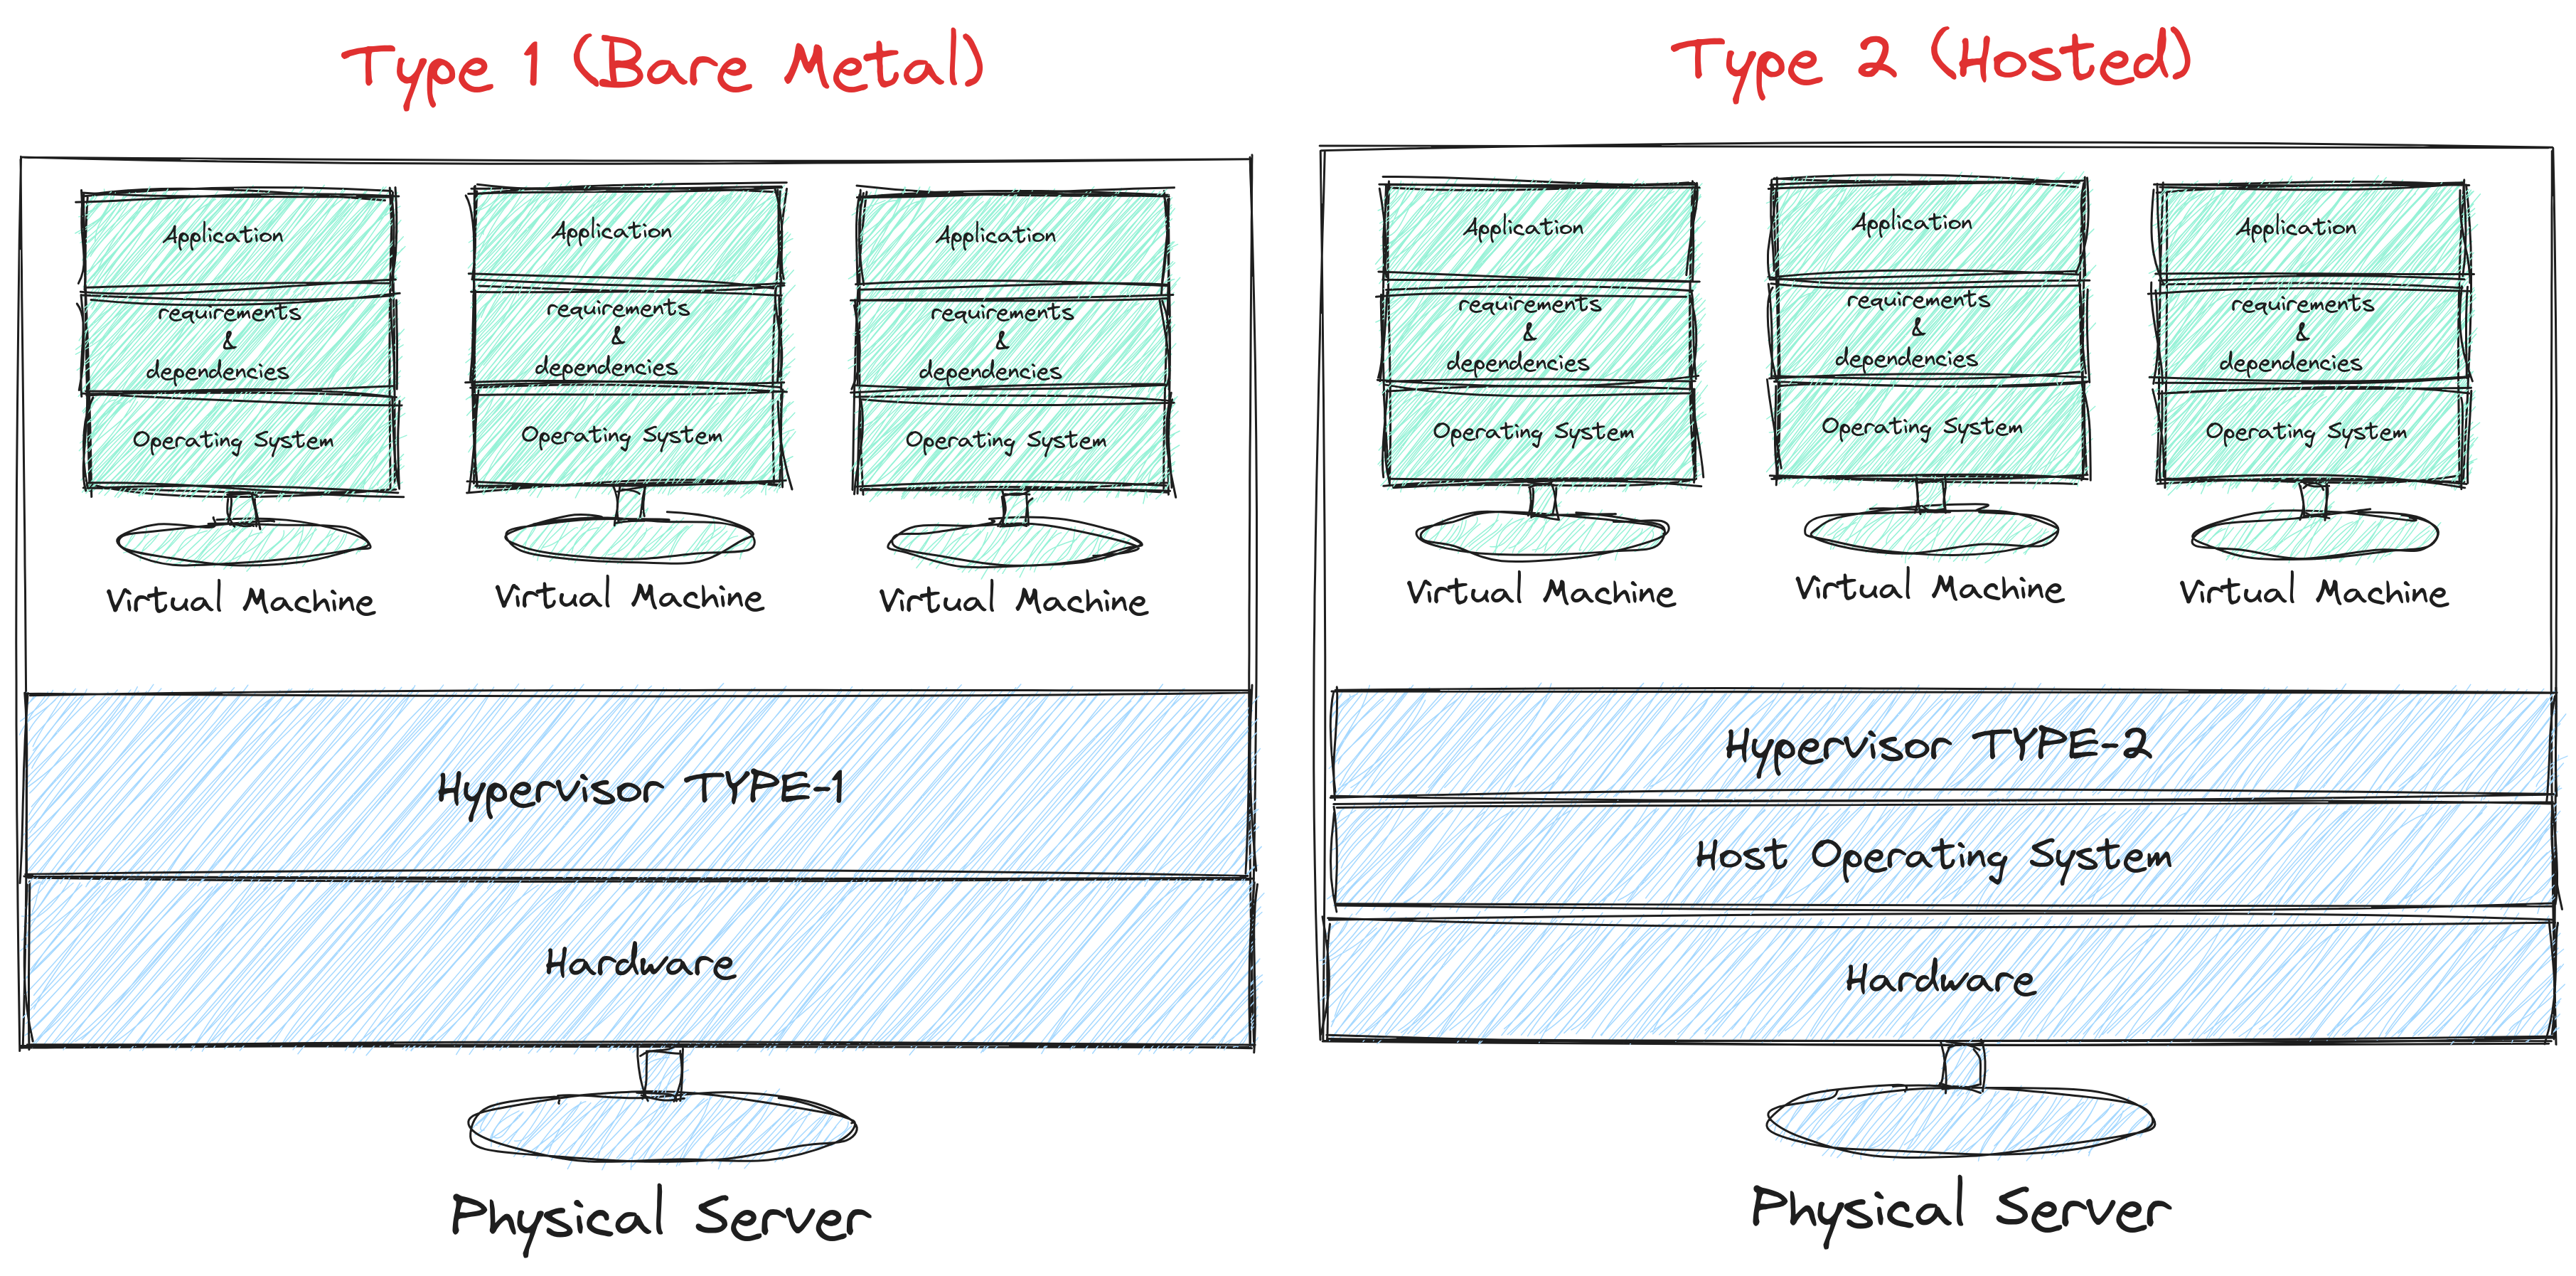 Type 1 (Bare Metal)
Application
requirements
&
dependencies
Operating System
Virtual Machine
Application
requirements
&
dependencies
Operating System
Virtual Machine
Application
requirements
&
dependencies
Operating System
Virtual Machine
Hypervisor TYPE-1
Hardware
Physical Server
Type 2 (Hosted)
Application
requirements
&
dependencies
Operating System
Virtual Machine
Application
requirements
&
dependencies
Operating System
Virtual Machine
Application
requirements
&
dependencies
Operating System
Virtual Machine
Hypervisor TYPE-2
Host Operating System
Hardware
Physical Server